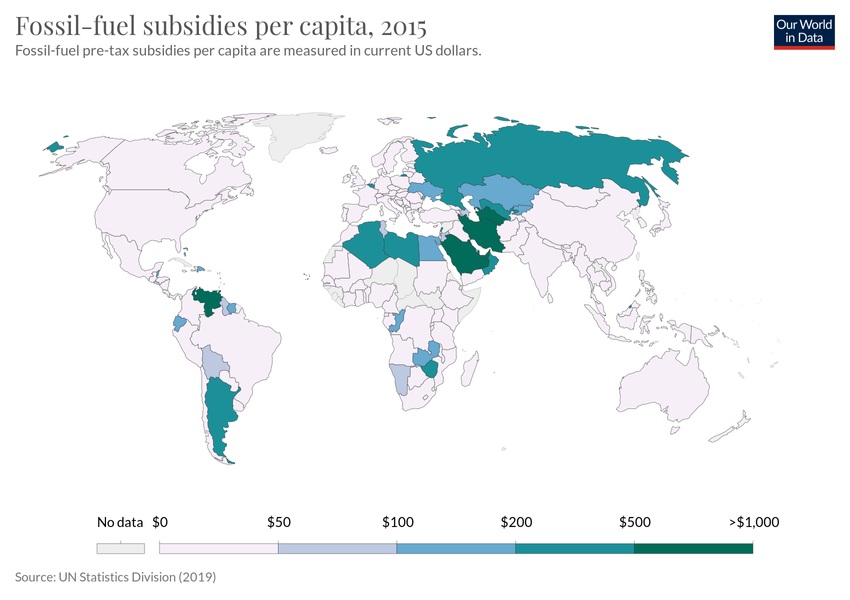 Fossil-fuel subsidies per capita, 2015
Fossil-fuel pre-tax subsidies per capita are measured in current US dollars.
Our World
in Data
No data $0 $50 $100 $200 $500 >$1,000
Source: UN Statistics Division (2019)